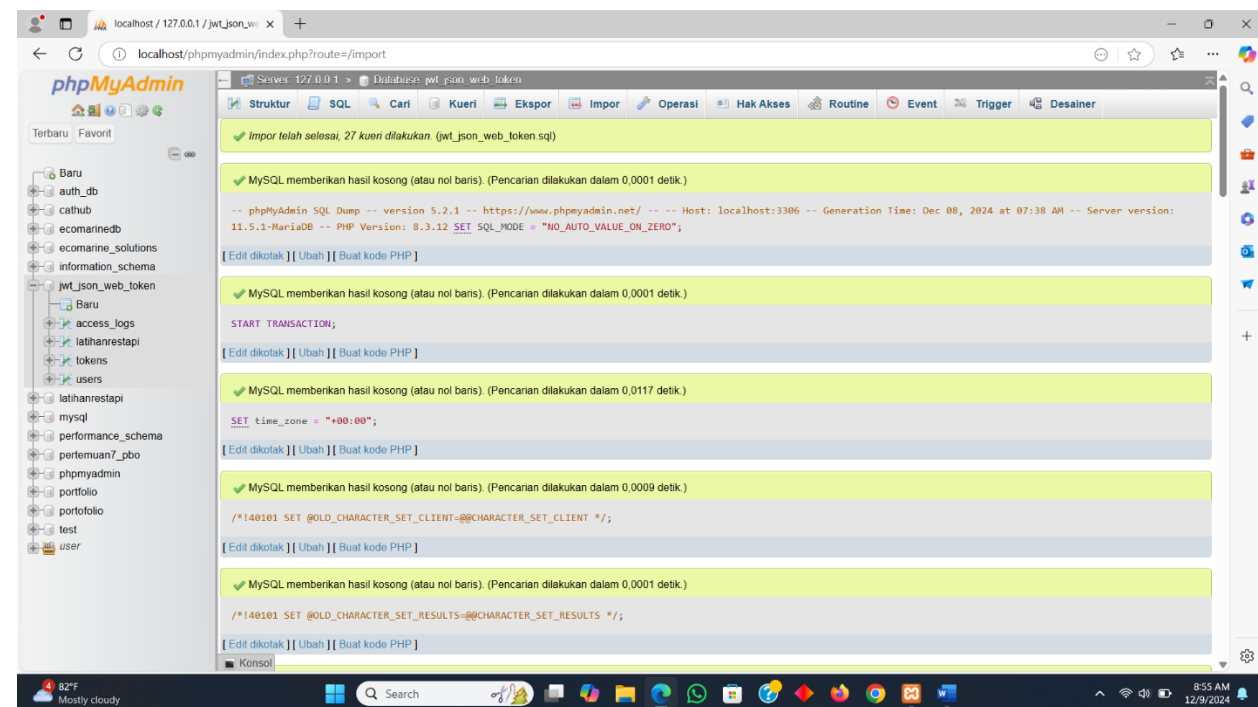 localhost / 127.0.0.1 / jwt_json_we
localhost/phpmyadmin/index.php?route=/import
phpMyAdmin
Terbaru Favorit
Baru
auth_db
cathub
ecomarinedb
ecomarine_solutions
information_schema
jwt_json_web_token
Baru
access_logs
latihanrestapi
tokens
users
latihanrestapi
mysql
performance_schema
pertemuan7_pbo
phpmyadmin
portfolio
portofolio
test
user
Server: 127.0.0.1 » Database: jwt_json_web_token
Struktur SQL Cari Kueri Ekspor Impor Operasi Hak Akses Routine Event Trigger Desainer
Impor telah selesai, 27 kueri dilakukan. (jwt_json_web_token.sql)
MySQL memberikan hasil kosong (atau nol baris). (Pencarian dilakukan dalam 0,0001 detik.)
-- phpMyAdmin SQL Dump -- version 5.2.1 -- https://www.phpmyadmin.net/ -- -- Host: localhost:3306 -- Generation Time: Dec 08, 2024 at 07:38 AM -- Server version:
11.5.1-MariaDB -- PHP Version: 8.3.12 SET SQL_MODE = "NO_AUTO_VALUE_ON_ZERO";
[ Edit dikotak ] [ Ubah ] [ Buat kode PHP ]
MySQL memberikan hasil kosong (atau nol baris). (Pencarian dilakukan dalam 0,0001 detik.)
START TRANSACTION;
[ Edit dikotak ] [ Ubah ] [ Buat kode PHP ]
MySQL memberikan hasil kosong (atau nol baris). (Pencarian dilakukan dalam 0,0117 detik.)
SET time_zone = "+00:00";
[ Edit dikotak ] [ Ubah ] [ Buat kode PHP ]
MySQL memberikan hasil kosong (atau nol baris). (Pencarian dilakukan dalam 0,0009 detik.)
/*!40101 SET @OLD_CHARACTER_SET_CLIENT=@@CHARACTER_SET_CLIENT */;
[ Edit dikotak ] [ Ubah ] [ Buat kode PHP ]
MySQL memberikan hasil kosong (atau nol baris). (Pencarian dilakukan dalam 0,0001 detik.)
/*!40101 SET @OLD_CHARACTER_SET_RESULTS=@@CHARACTER_SET_RESULTS */;
[ Edit dikotak ] [ Ubah ] [ Buat kode PHP ]
Konsol
4
82°F
Mostly cloudy
Search
8:55 AM
12/9/2024